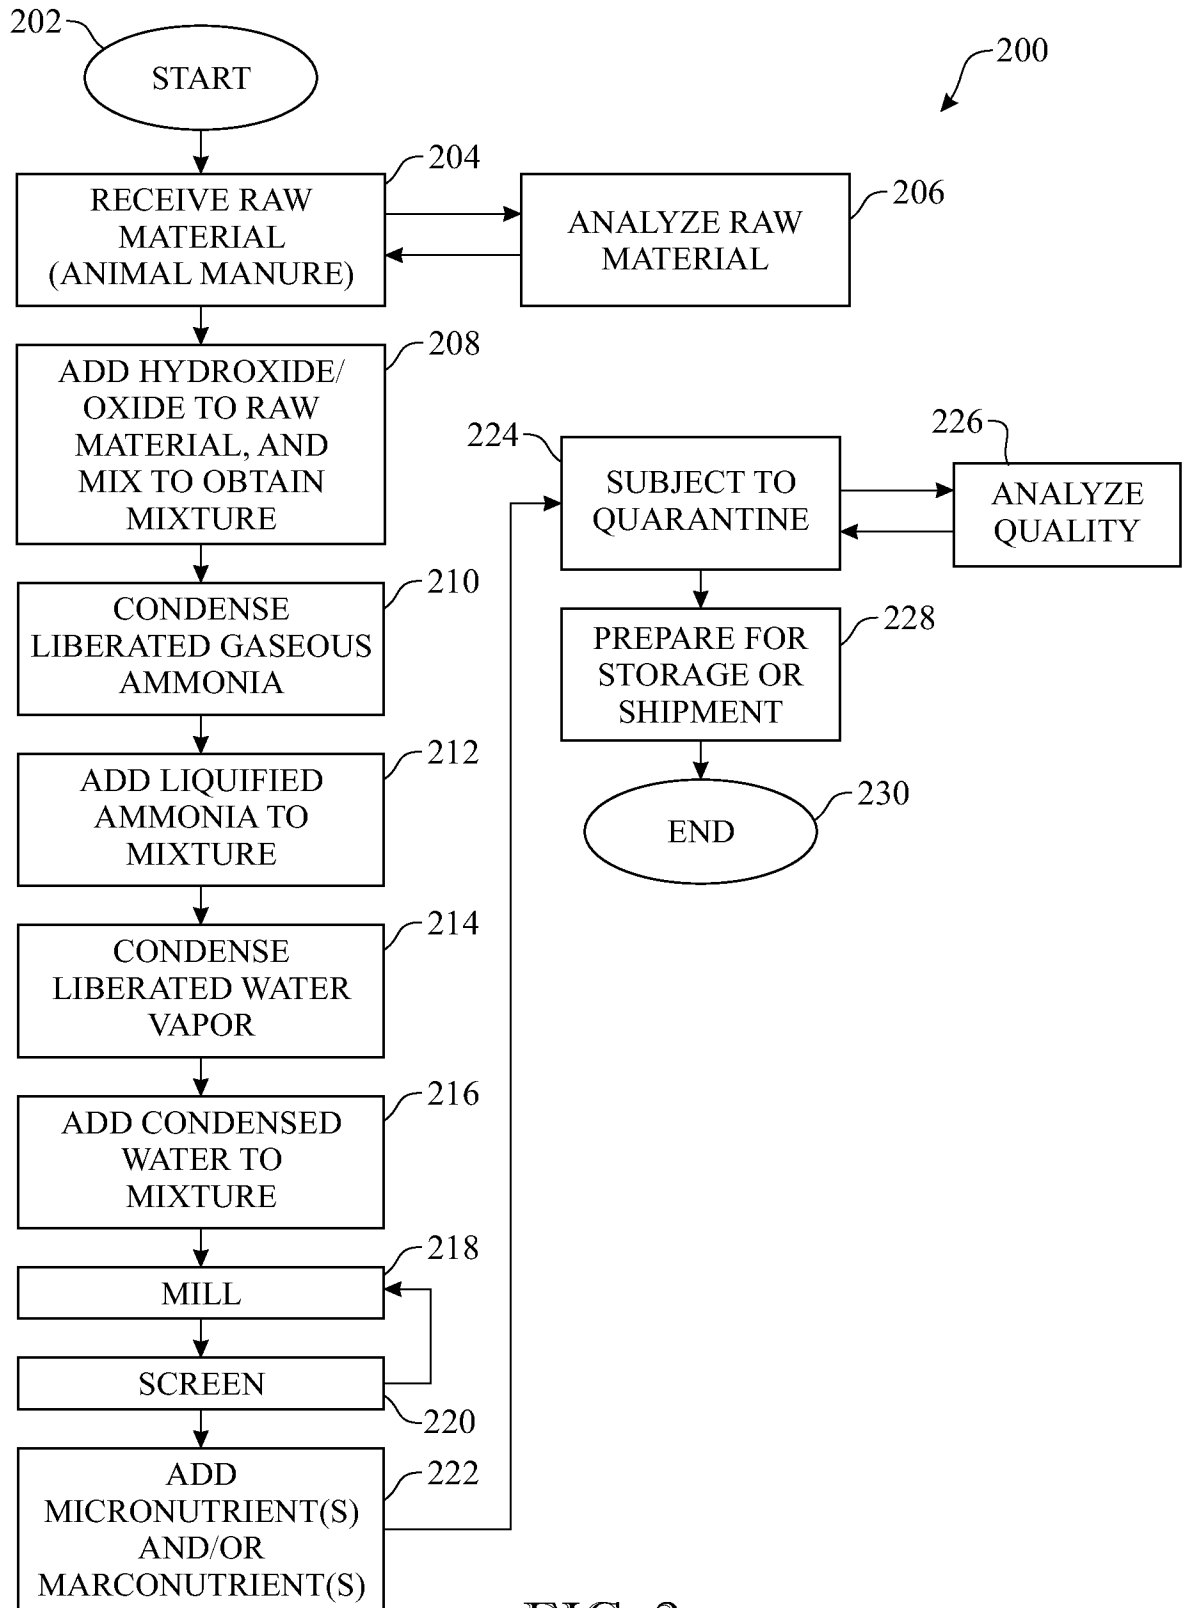 202
START
200
204
RECEIVE RAW
MATERIAL
(ANIMAL MANURE)
206
ANALYZE RAW
MATERIAL
208
ADD HYDROXIDE/
OXIDE TO RAW
MATERIAL, AND
MIX TO OBTAIN
MIXTURE
210
CONDENSE
LIBERATED GASEOUS
AMMONIA
212
ADD LIQUIFIED
AMMONIA TO
MIXTURE
214
CONDENSE
LIBERATED WATER
VAPOR
216
ADD CONDENSED
WATER TO
MIXTURE
218
MILL
SCREEN
220
222
ADD
MICRONUTRIENT(S)
AND/OR
MARCONUTRIENT(S)
224
SUBJECT TO
QUARANTINE
226
ANALYZE
QUALITY
228
PREPARE FOR
STORAGE OR
SHIPMENT
230
END